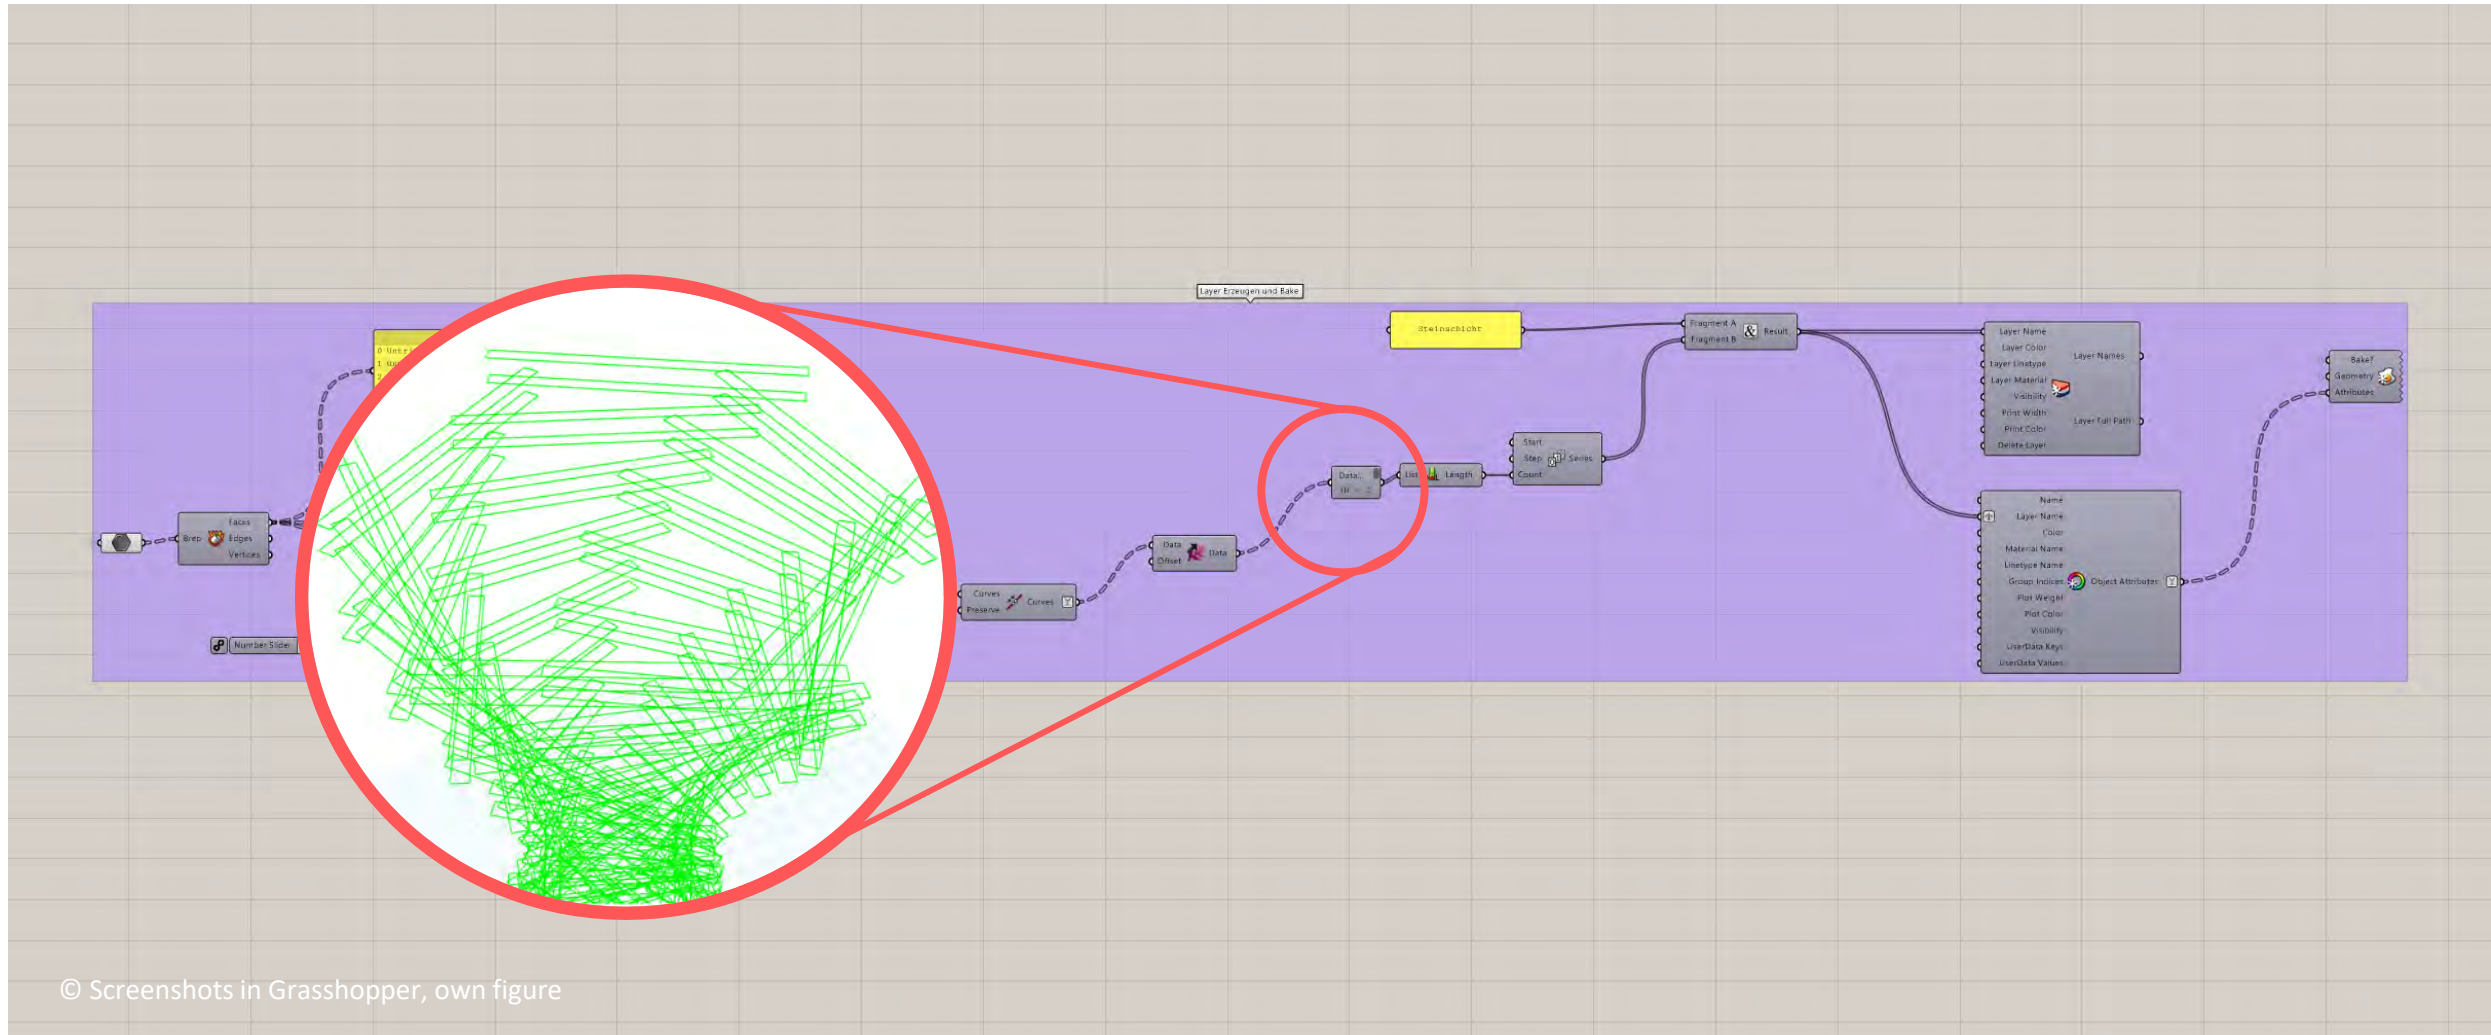 Layer Erzeugen und Bake
Steinschicht
Fragment A
Fragment B
Result
Layer Name
Layer Color
Layer Linetype
Layer Material
Visibility
Print Width
Print Color
Delete Layer
Layer Names
Layer Full Path
Bake?
Geometry
Attributes
0
1
Start
Step
Count
Series
Data
List
Length
Brep
Faces
Edges
Vertices
Data
Offset
Data
Curves
Preserve
Curves
Number Slider
Name
Layer Name
Color
Material Name
Linetype Name
Group Indices
Plot Weight
Plot Color
Visibility
UserData Keys
UserData Values
Object Attributes
© Screenshots in Grasshopper, own figure